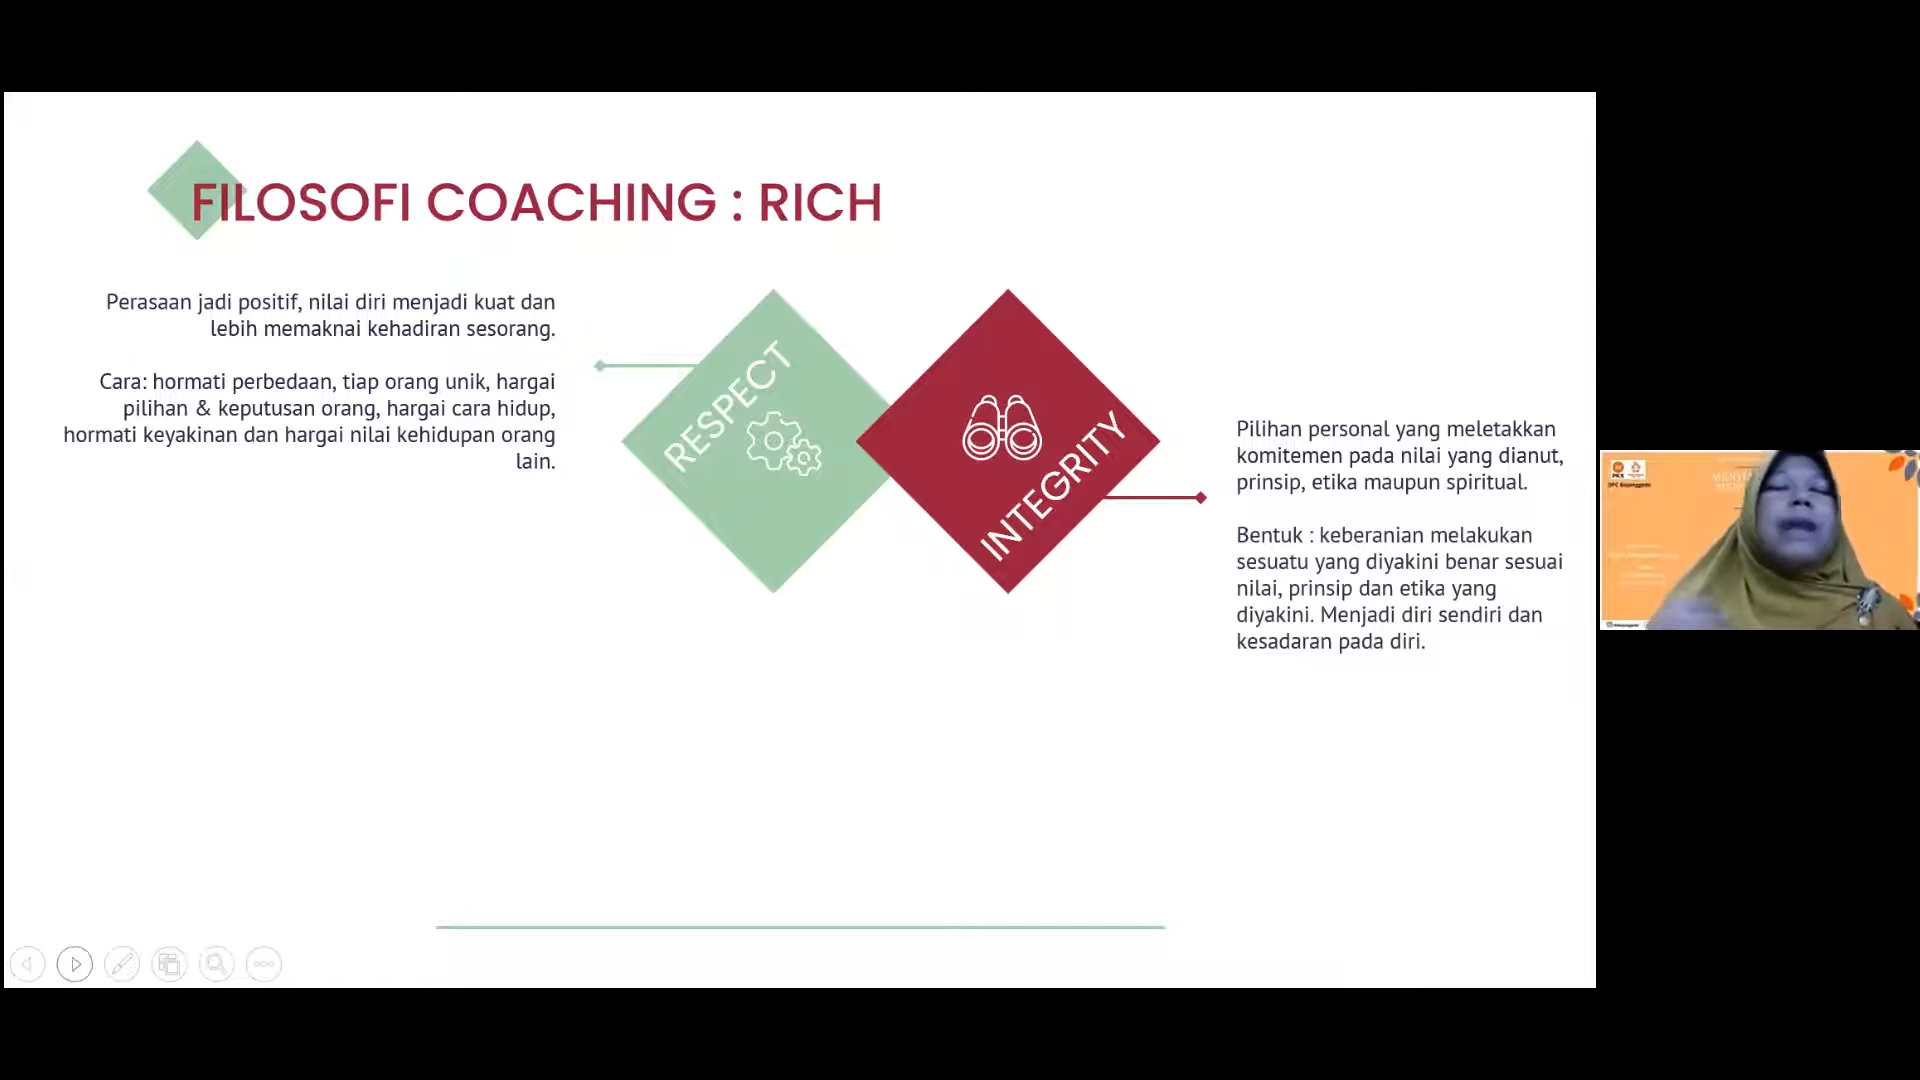 FILOSOFI COACHING : RICH
Perasaan jadi positif, nilai diri menjadi kuat dan
lebih memaknai kehadiran sesorang.
Cara: hormati perbedaan, tiap orang unik, hargai
pilihan & keputusan orang, hargai cara hidup,
hormati keyakinan dan hargai nilai kehidupan orang
lain.
RESPECT
INTEGRITY
Pilihan personal yang meletakkan
komitemen pada nilai yang dianut,
prinsip, etika maupun spiritual.
Bentuk : keberanian melakukan
sesuatu yang diyakini benar sesuai
nilai, prinsip dan etika yang
diyakini. Menjadi diri sendiri dan
kesadaran pada diri.
PKS